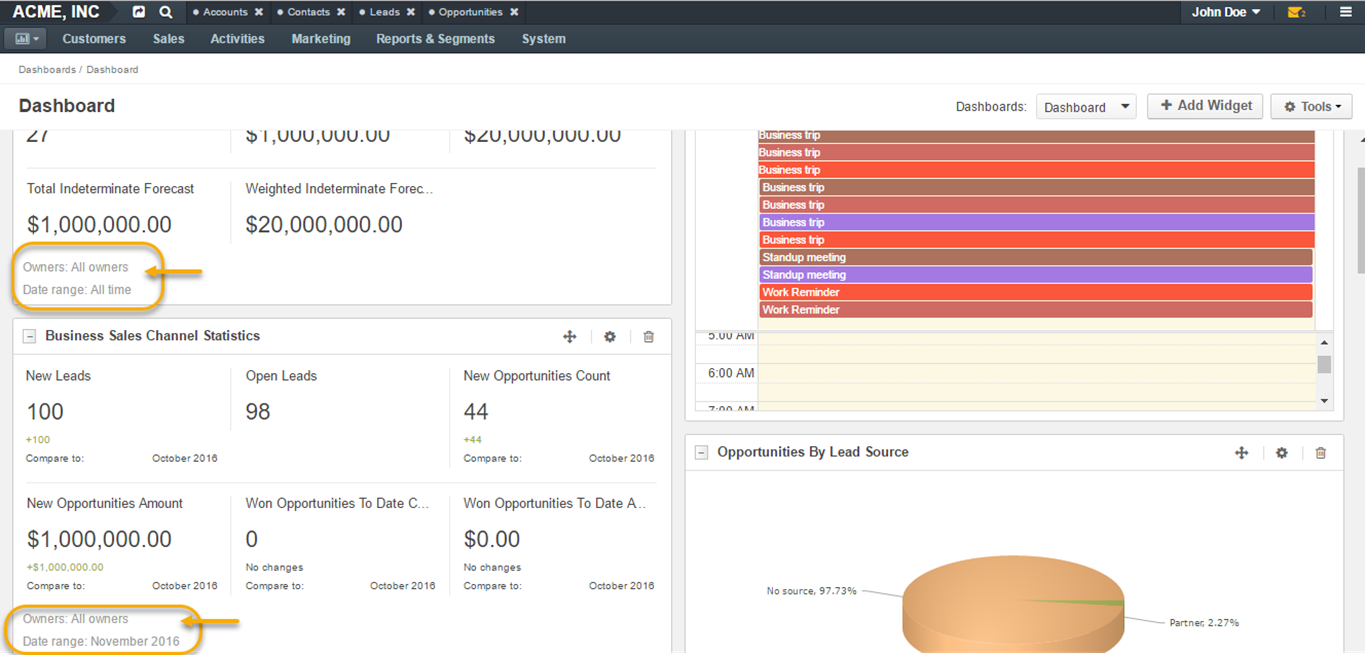 ACME, INC
Accounts ✖ Contacts ✖ Leads ✖ Opportunities ✖
John Doe
2
Customers Sales Activities Marketing Reports & Segments System
Dashboards / Dashboard
Dashboard
Dashboards: Dashboard + Add Widget Tools
27 $1,000,000.00 $20,000,000.00
Total Indeterminate Forecast Weighted Indeterminate Forec...
$1,000,000.00 $20,000,000.00
Owners: All owners
Date range: All time
Business Sales Channel Statistics
New Leads Open Leads New Opportunities Count
100 98 44
+100 +44
Compare to: October 2016 Compare to: October 2016
New Opportunities Amount Won Opportunities To Date C... Won Opportunities To Date A...
$1,000,000.00 0 $0.00
+$1,000,000.00 No changes No changes
Compare to: October 2016 Compare to: October 2016 Compare to: October 2016
Owners: All owners
Date range: November 2016
Business trip
Business trip
Business trip
Business trip
Business trip
Business trip
Business trip
Standup meeting
Standup meeting
Work Reminder
Work Reminder
5:00 AM
6:00 AM
7:00 AM
Opportunities By Lead Source
No source, 97.73%
Partner, 2.27%